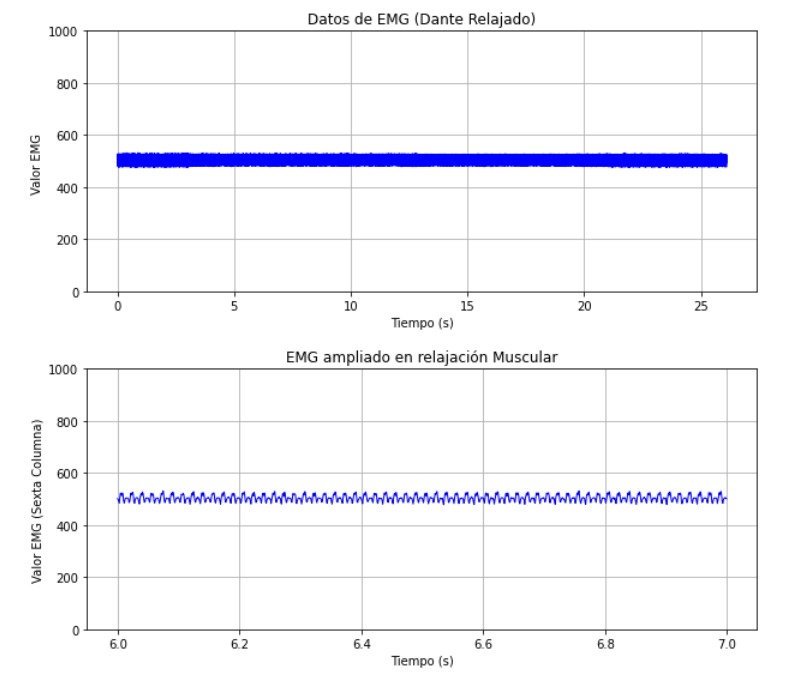 Datos de EMG (Dante Relajado)
1000
800
600
400
200
0
Valor EMG
0 5 10 15 20 25
Tiempo (s)
EMG ampliado en relajación Muscular
1000
800
600
400
200
0
Valor EMG (Sexta Columna)
6.0 6.2 6.4 6.6 6.8 7.0
Tiempo (s)